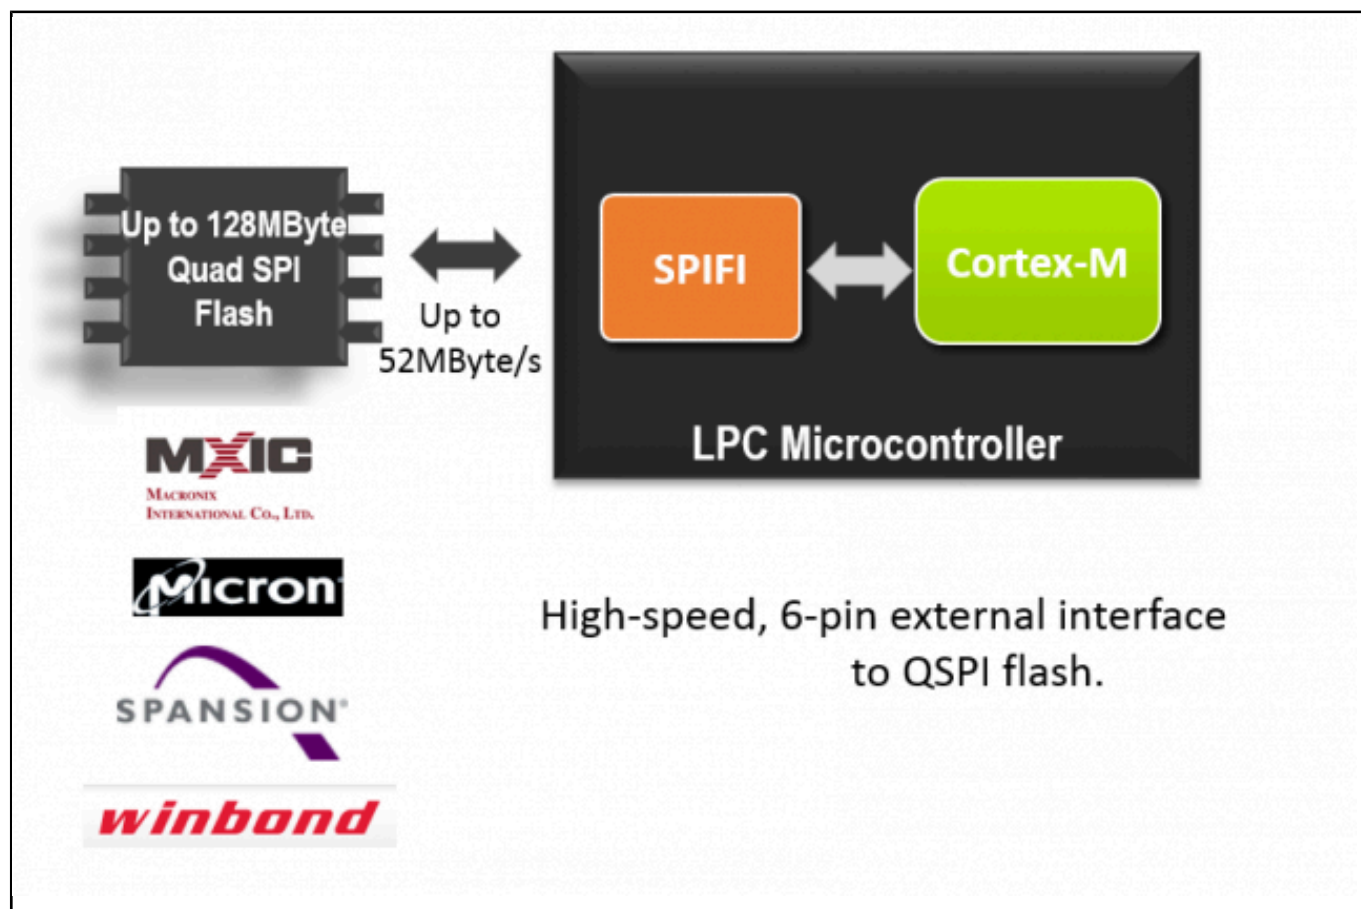 Up to 128MByte
Quad SPI
Flash
Up to
52MByte/s
SPIFI
Cortex-M
LPC Microcontroller
MXIC
MACRONIX
INTERNATIONAL CO., LTD.
Micron
SPANSION®
winbond
High-speed, 6-pin external interface
to QSPI flash.